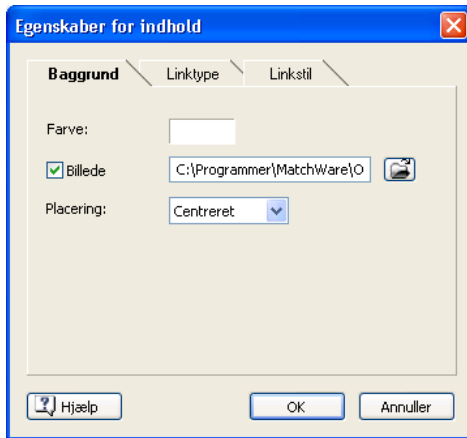 Egenskaber for indhold
Baggrund Linktype Linkstil
Farve:
Billede C:\Programmer\MatchWare\O
Placering: Centreret
Hjælp OK Annuller